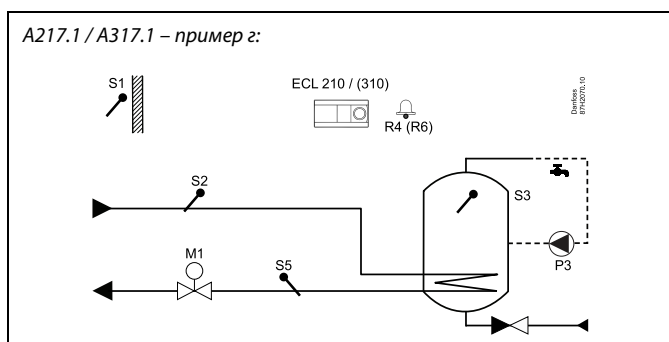 A217.1 / A317.1 – пример г:
S1
ECL 210 / (310)
R4 (R6)
Danfoss
87H2070.10
S2
S3
P3
M1
S5